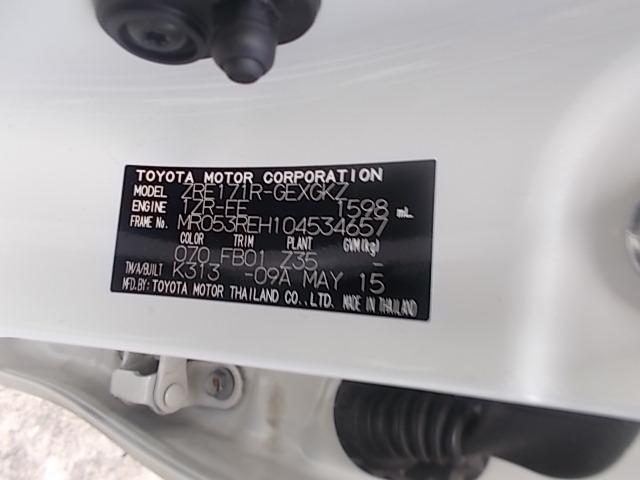 TOYOTA MOTOR CORPORATION
MODEL ZRE171R-GEXGKZ
ENGINE 1ZR-FE 1598 mL
FRAME No. MR053REH104534657
COLOR TRIM PLANT GVM(kg)
070 FB01 Z35 -
TM/A/BUILT K313 -09A MAY 15
MFD.BY: TOYOTA MOTOR THAILAND CO.,LTD. MADE IN THAILAND